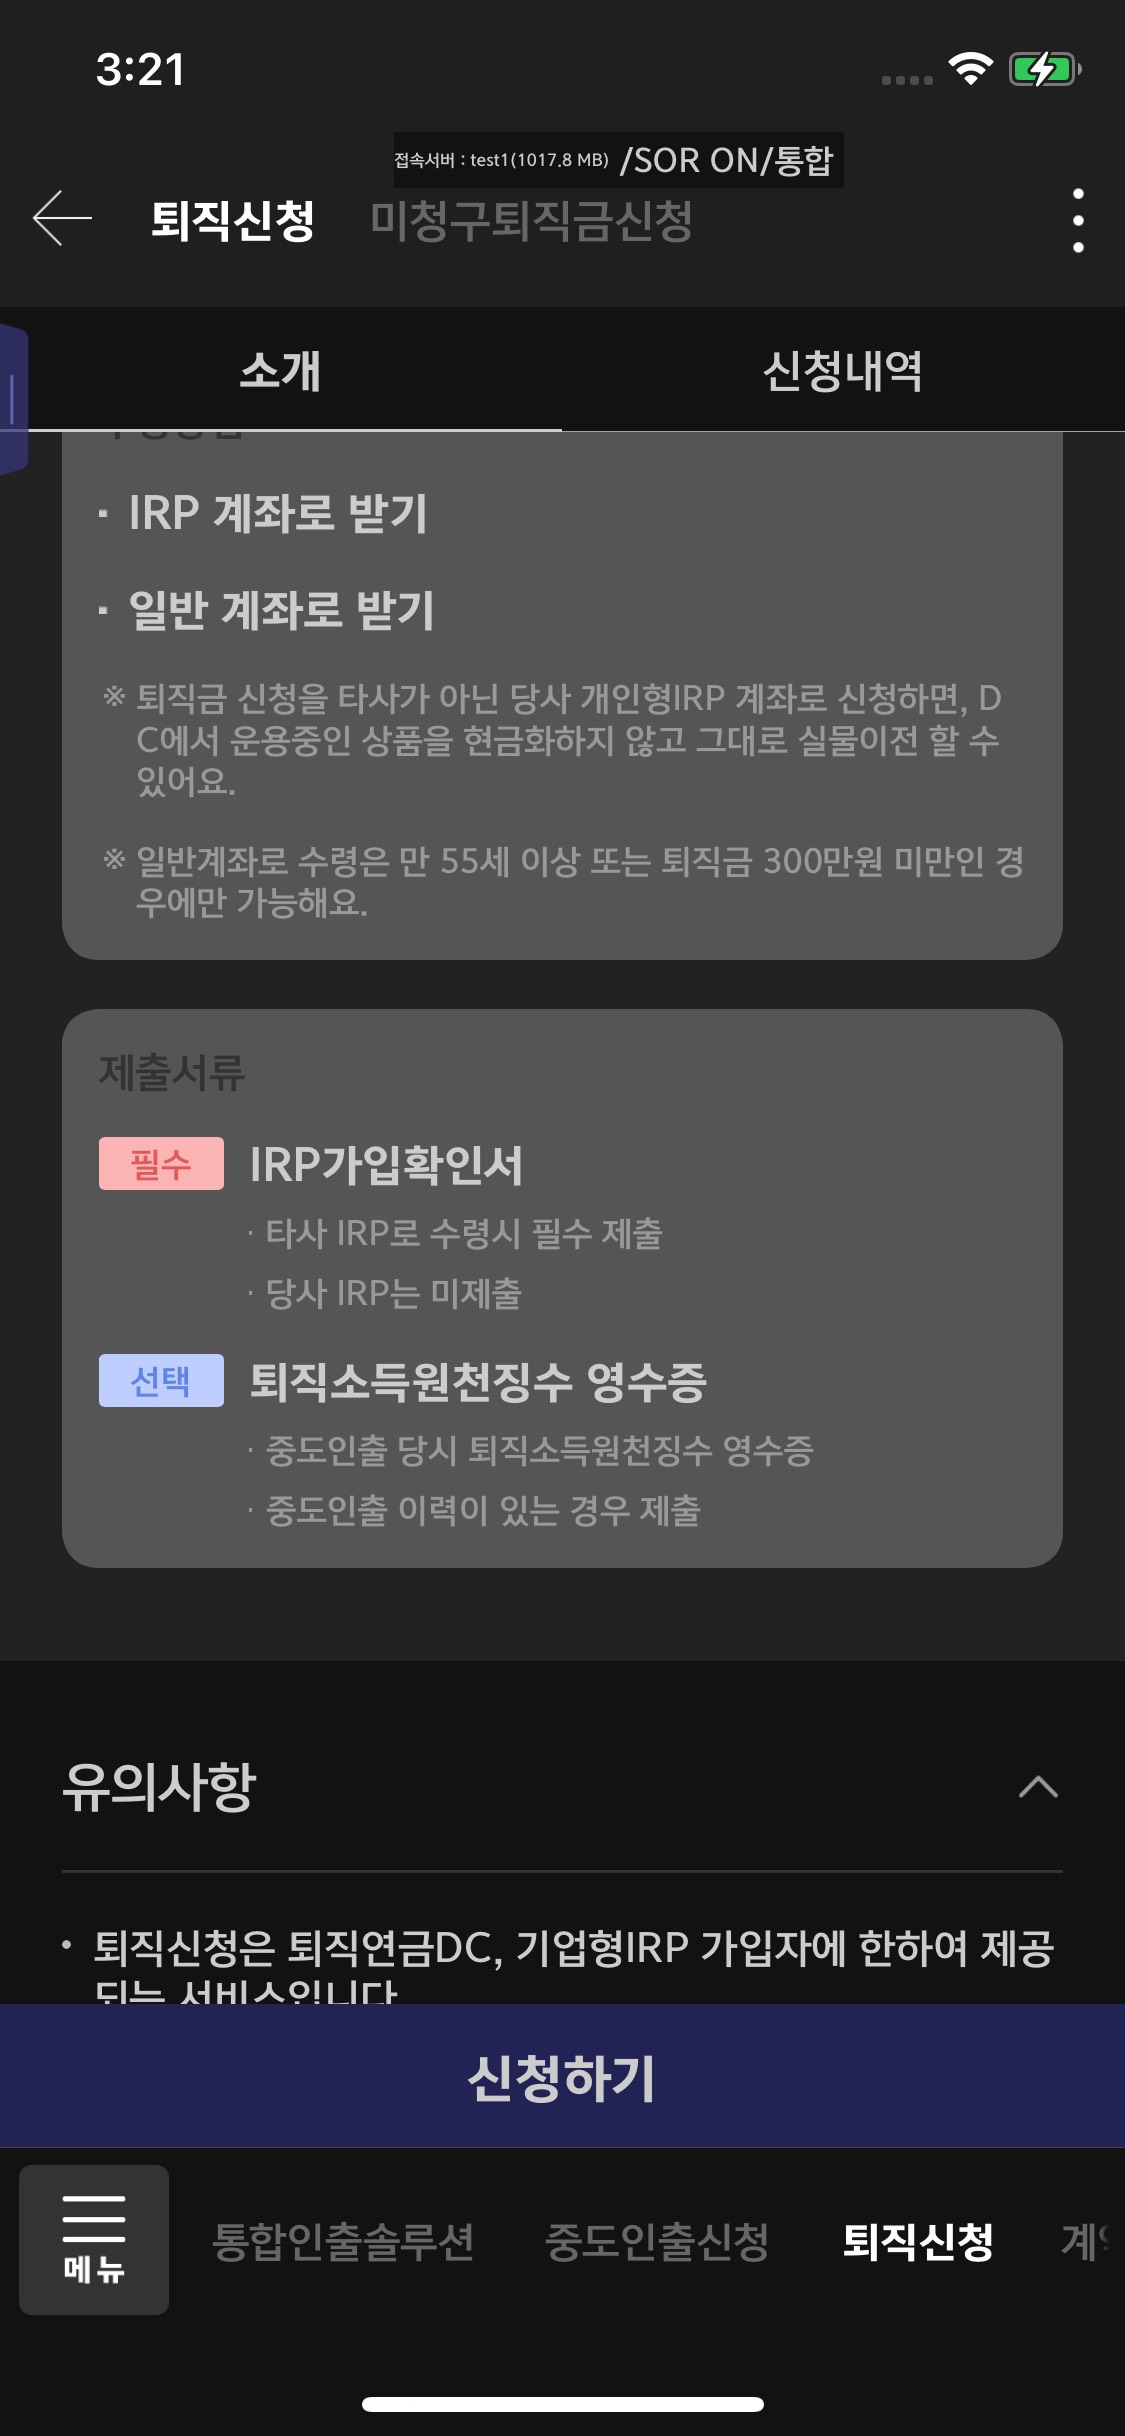 3:21
접속서버 : test1(1017.8 MB) /SOR ON/통합
퇴직신청 미청구퇴직금신청
소개 신청내역
· IRP 계좌로 받기
· 일반 계좌로 받기
※ 퇴직금 신청을 타사가 아닌 당사 개인형IRP 계좌로 신청하면, D
C에서 운용중인 상품을 현금화하지 않고 그대로 실물이전 할 수
있어요.
※ 일반계좌로 수령은 만 55세 이상 또는 퇴직금 300만원 미만인 경
우에만 가능해요.
제출서류
필수 IRP가입확인서
· 타사 IRP로 수령시 필수 제출
· 당사 IRP는 미제출
선택 퇴직소득원천징수 영수증
· 중도인출 당시 퇴직소득원천징수 영수증
· 중도인출 이력이 있는 경우 제출
유의사항
• 퇴직신청은 퇴직연금DC, 기업형IRP 가입자에 한하여 제공
되는 서비스입니다
신청하기
메뉴 통합인출솔루션 중도인출신청 퇴직신청 계